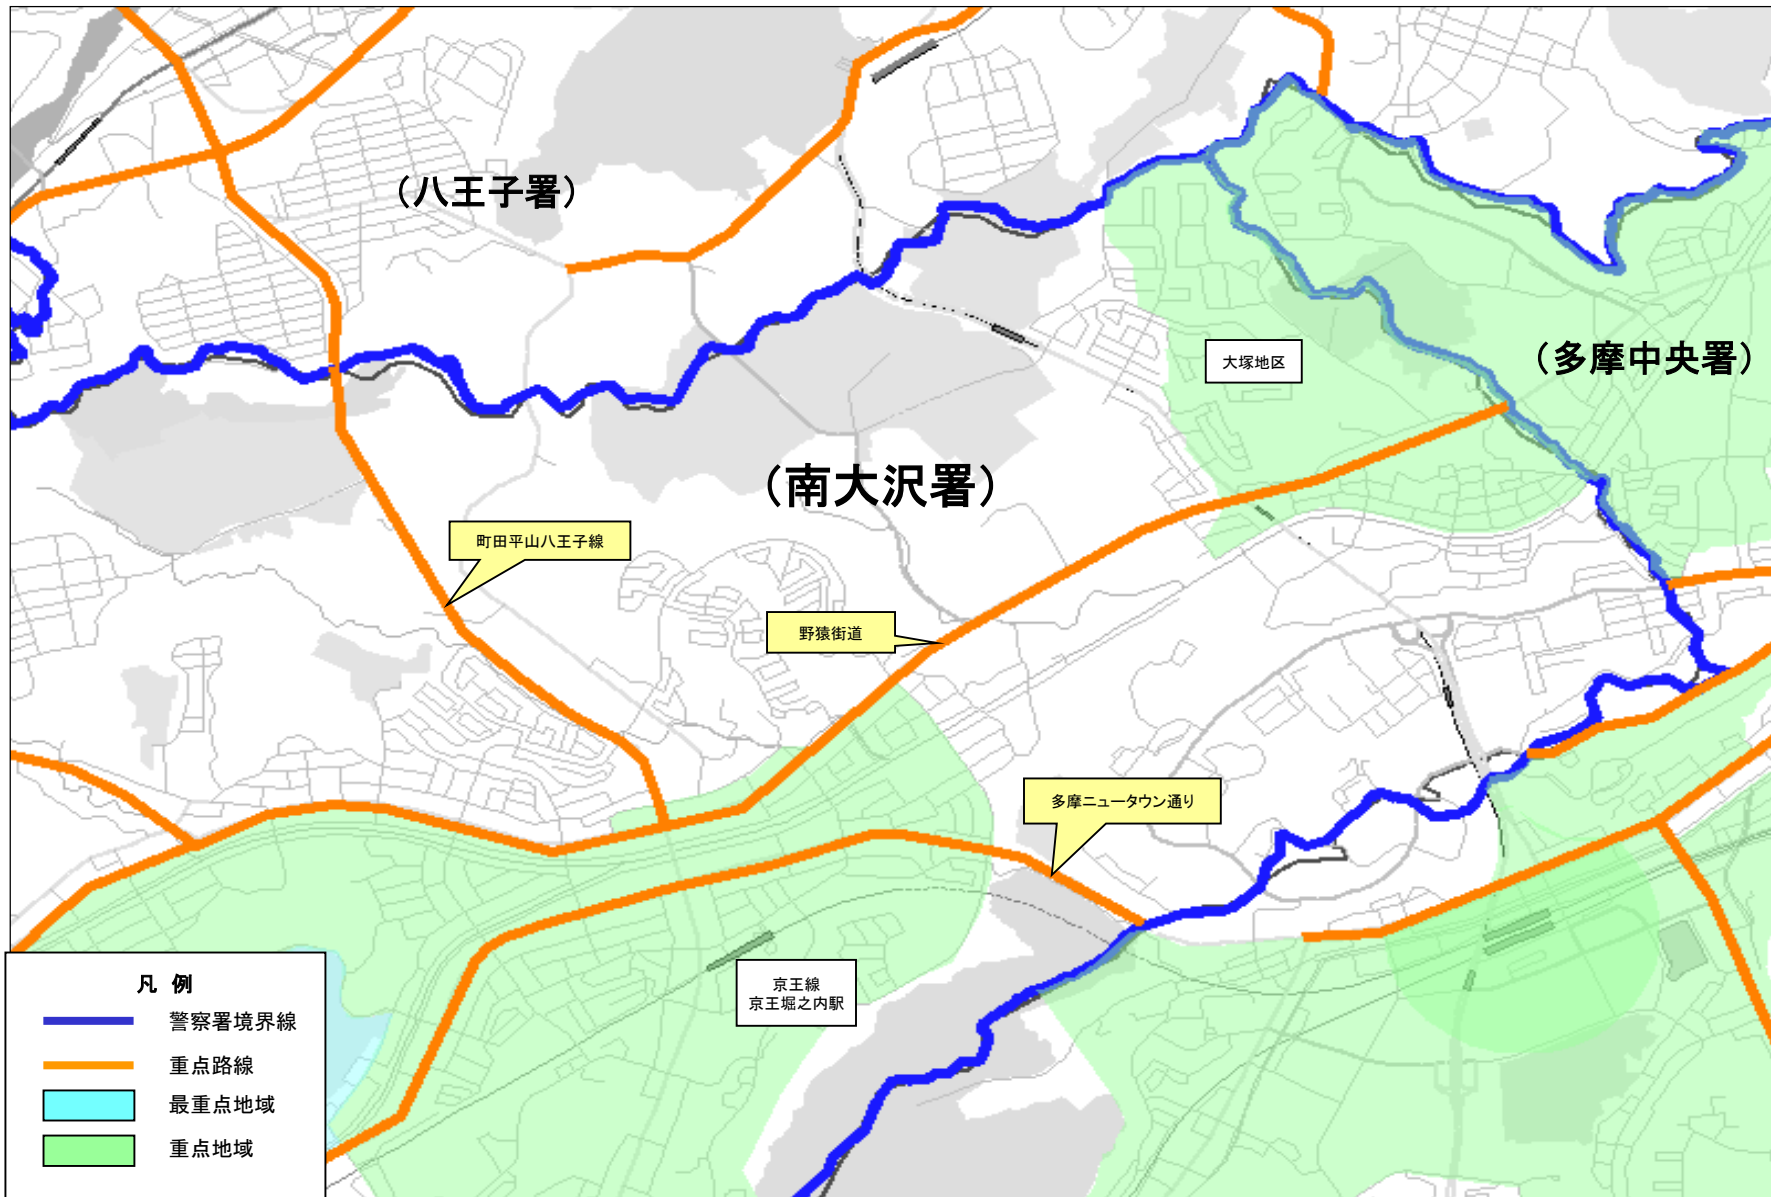 (八王子署)
(多摩中央署)
大塚地区
(南大沢署)
町田平山八王子線
野猿街道
多摩ニュータウン通り
京王線
京王堀之内駅
凡 例
警察署境界線
重点路線
最重点地域
重点地域